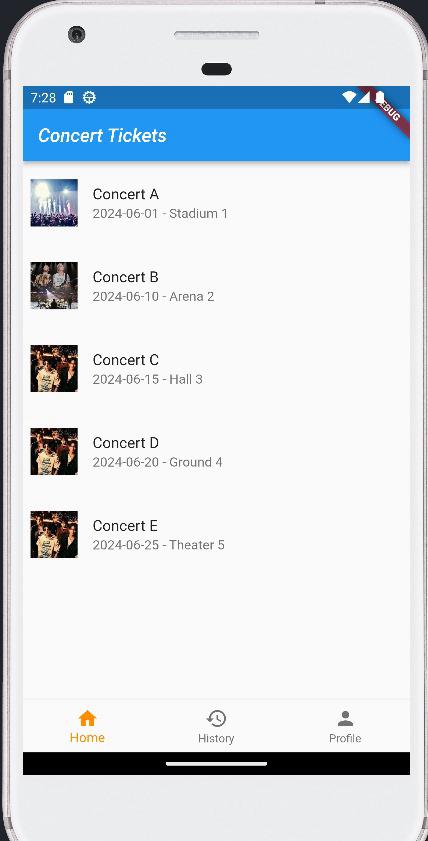 7:28
DEBUG
Concert Tickets
Concert A
2024-06-01 - Stadium 1
Concert B
2024-06-10 - Arena 2
Concert C
2024-06-15 - Hall 3
Concert D
2024-06-20 - Ground 4
Concert E
2024-06-25 - Theater 5
Home
History
Profile